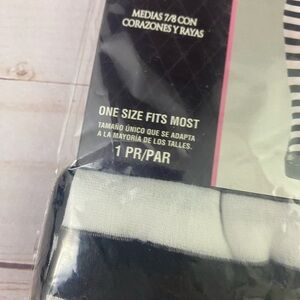 MEDIAS 7/8 CON
CORAZONES Y RAYAS
ONE SIZE FITS MOST
TAMAÑO ÚNICO QUE SE ADAPTA
A LA MAYORÍA DE LOS TALLES.
1 PR/PAR